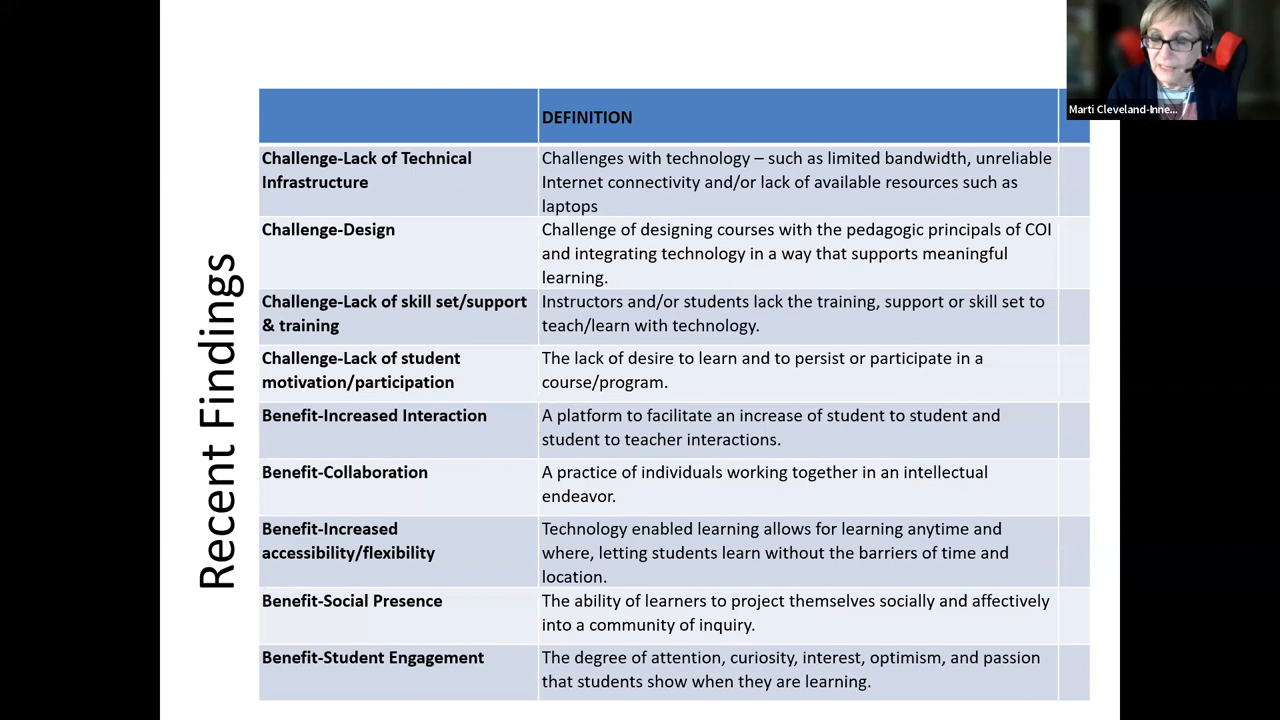 Recent Findings
DEFINITION
Challenge-Lack of Technical
Infrastructure
Challenges with technology – such as limited bandwidth, unreliable
Internet connectivity and/or lack of available resources such as
laptops
Challenge-Design
Challenge of designing courses with the pedagogic principals of COI
and integrating technology in a way that supports meaningful
learning.
Challenge-Lack of skill set/support
& training
Instructors and/or students lack the training, support or skill set to
teach/learn with technology.
Challenge-Lack of student
motivation/participation
The lack of desire to learn and to persist or participate in a
course/program.
Benefit-Increased Interaction
A platform to facilitate an increase of student to student and
student to teacher interactions.
Benefit-Collaboration
A practice of individuals working together in an intellectual
endeavor.
Benefit-Increased
accessibility/flexibility
Technology enabled learning allows for learning anytime and
where, letting students learn without the barriers of time and
location.
Benefit-Social Presence
The ability of learners to project themselves socially and affectively
into a community of inquiry.
Benefit-Student Engagement
The degree of attention, curiosity, interest, optimism, and passion
that students show when they are learning.
Marti Cleveland-Inne...